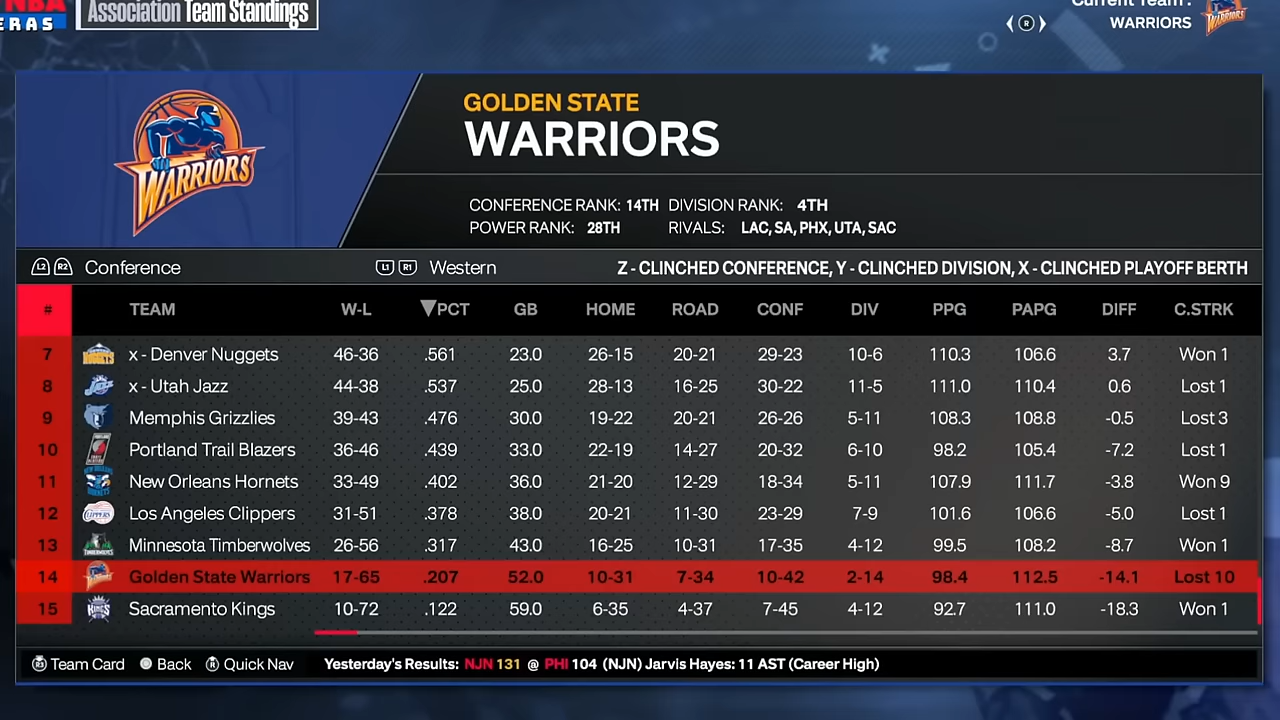 NBA
ERAS
Association Team Standings
Current Team :
R
WARRIORS
WARRIORS
GOLDEN STATE
WARRIORS
CONFERENCE RANK: 14TH DIVISION RANK: 4TH
POWER RANK: 28TH RIVALS: LAC, SA, PHX, UTA, SAC
L2 R2 Conference L1 R1 Western Z - CLINCHED CONFERENCE, Y - CLINCHED DIVISION, X - CLINCHED PLAYOFF BERTH
# TEAM W-L ▼PCT GB HOME ROAD CONF DIV PPG PAPG DIFF C.STRK
7 x - Denver Nuggets 46-36 .561 23.0 26-15 20-21 29-23 10-6 110.3 106.6 3.7 Won 1
8 x - Utah Jazz 44-38 .537 25.0 28-13 16-25 30-22 11-5 111.0 110.4 0.6 Lost 1
9 Memphis Grizzlies 39-43 .476 30.0 19-22 20-21 26-26 5-11 108.3 108.8 -0.5 Lost 3
10 Portland Trail Blazers 36-46 .439 33.0 22-19 14-27 20-32 6-10 98.2 105.4 -7.2 Lost 1
11 New Orleans Hornets 33-49 .402 36.0 21-20 12-29 18-34 5-11 107.9 111.7 -3.8 Won 9
12 Los Angeles Clippers 31-51 .378 38.0 20-21 11-30 23-29 7-9 101.6 106.6 -5.0 Lost 1
13 Minnesota Timberwolves 26-56 .317 43.0 16-25 10-31 17-35 4-12 99.5 108.2 -8.7 Won 1
14 Golden State Warriors 17-65 .207 52.0 10-31 7-34 10-42 2-14 98.4 112.5 -14.1 Lost 10
15 Sacramento Kings 10-72 .122 59.0 6-35 4-37 7-45 4-12 92.7 111.0 -18.3 Won 1
R3 Team Card Back R Quick Nav Yesterday's Results: NJN 131 @ PHI 104 (NJN) Jarvis Hayes: 11 AST (Career High)